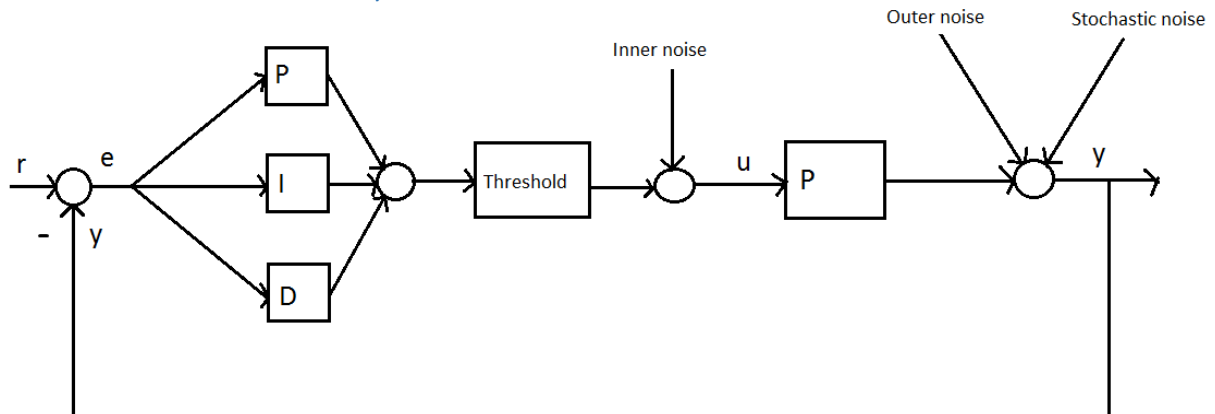 Outer noise
Stochastic noise
Inner noise
P
r
e
I
Threshold
u
P
y
-
y
D